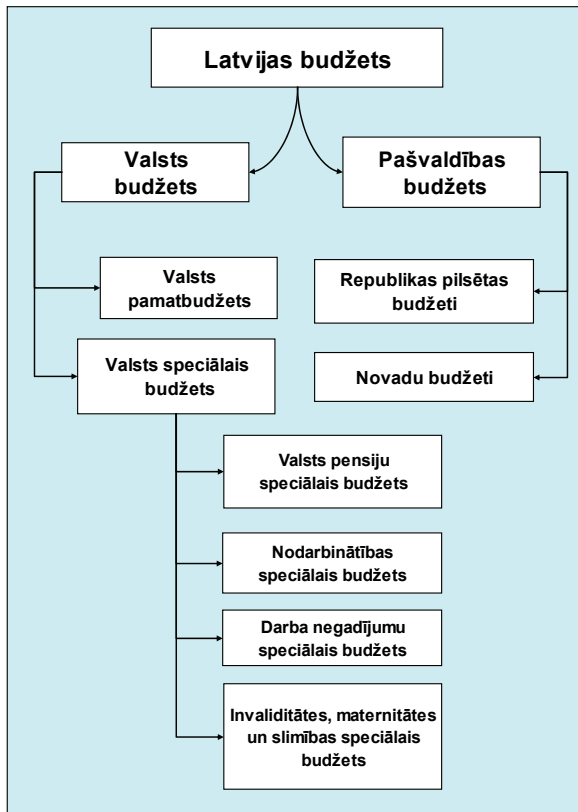 Latvijas budžets
Valsts
budžets
Pašvaldības
budžets
Valsts
pamatbudžets
Republikas pilsētas
budžeti
Valsts speciālais
budžets
Novadu budžeti
Valsts pensiju
speciālais budžets
Nodarbinātības
speciālais budžets
Darba negadījumu
speciālais budžets
Invaliditātes, maternitātes
un slimības speciālais
budžets